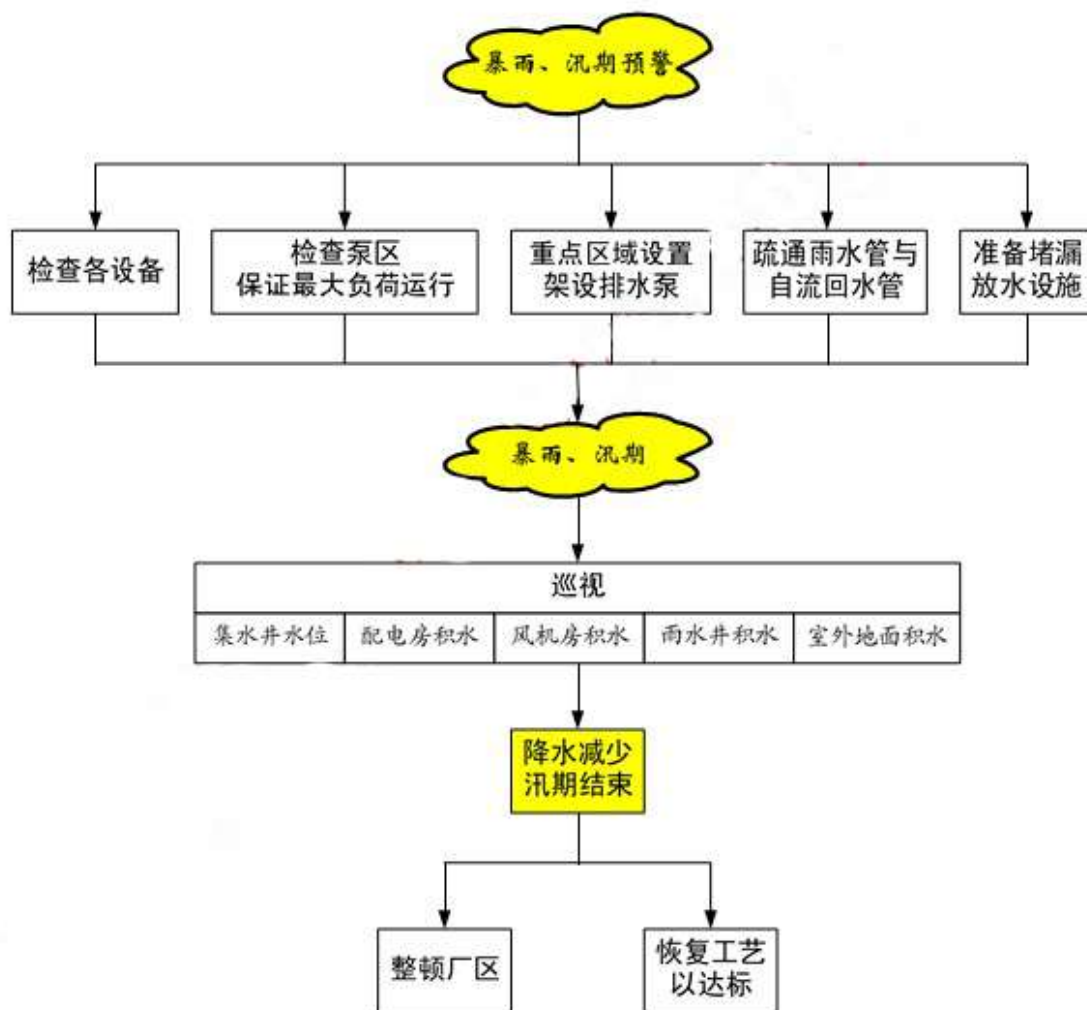 暴雨、汛期预警
检查各设备
检查泵区
保证最大负荷运行
重点区域设置
架设排水泵
疏通雨水管与
自流回水管
准备堵漏
放水设施
暴雨、汛期
巡视
集水井水位
配电房积水
风机房积水
雨水井积水
室外地面积水
降水减少
汛期结束
整顿厂区
恢复工艺
以达标